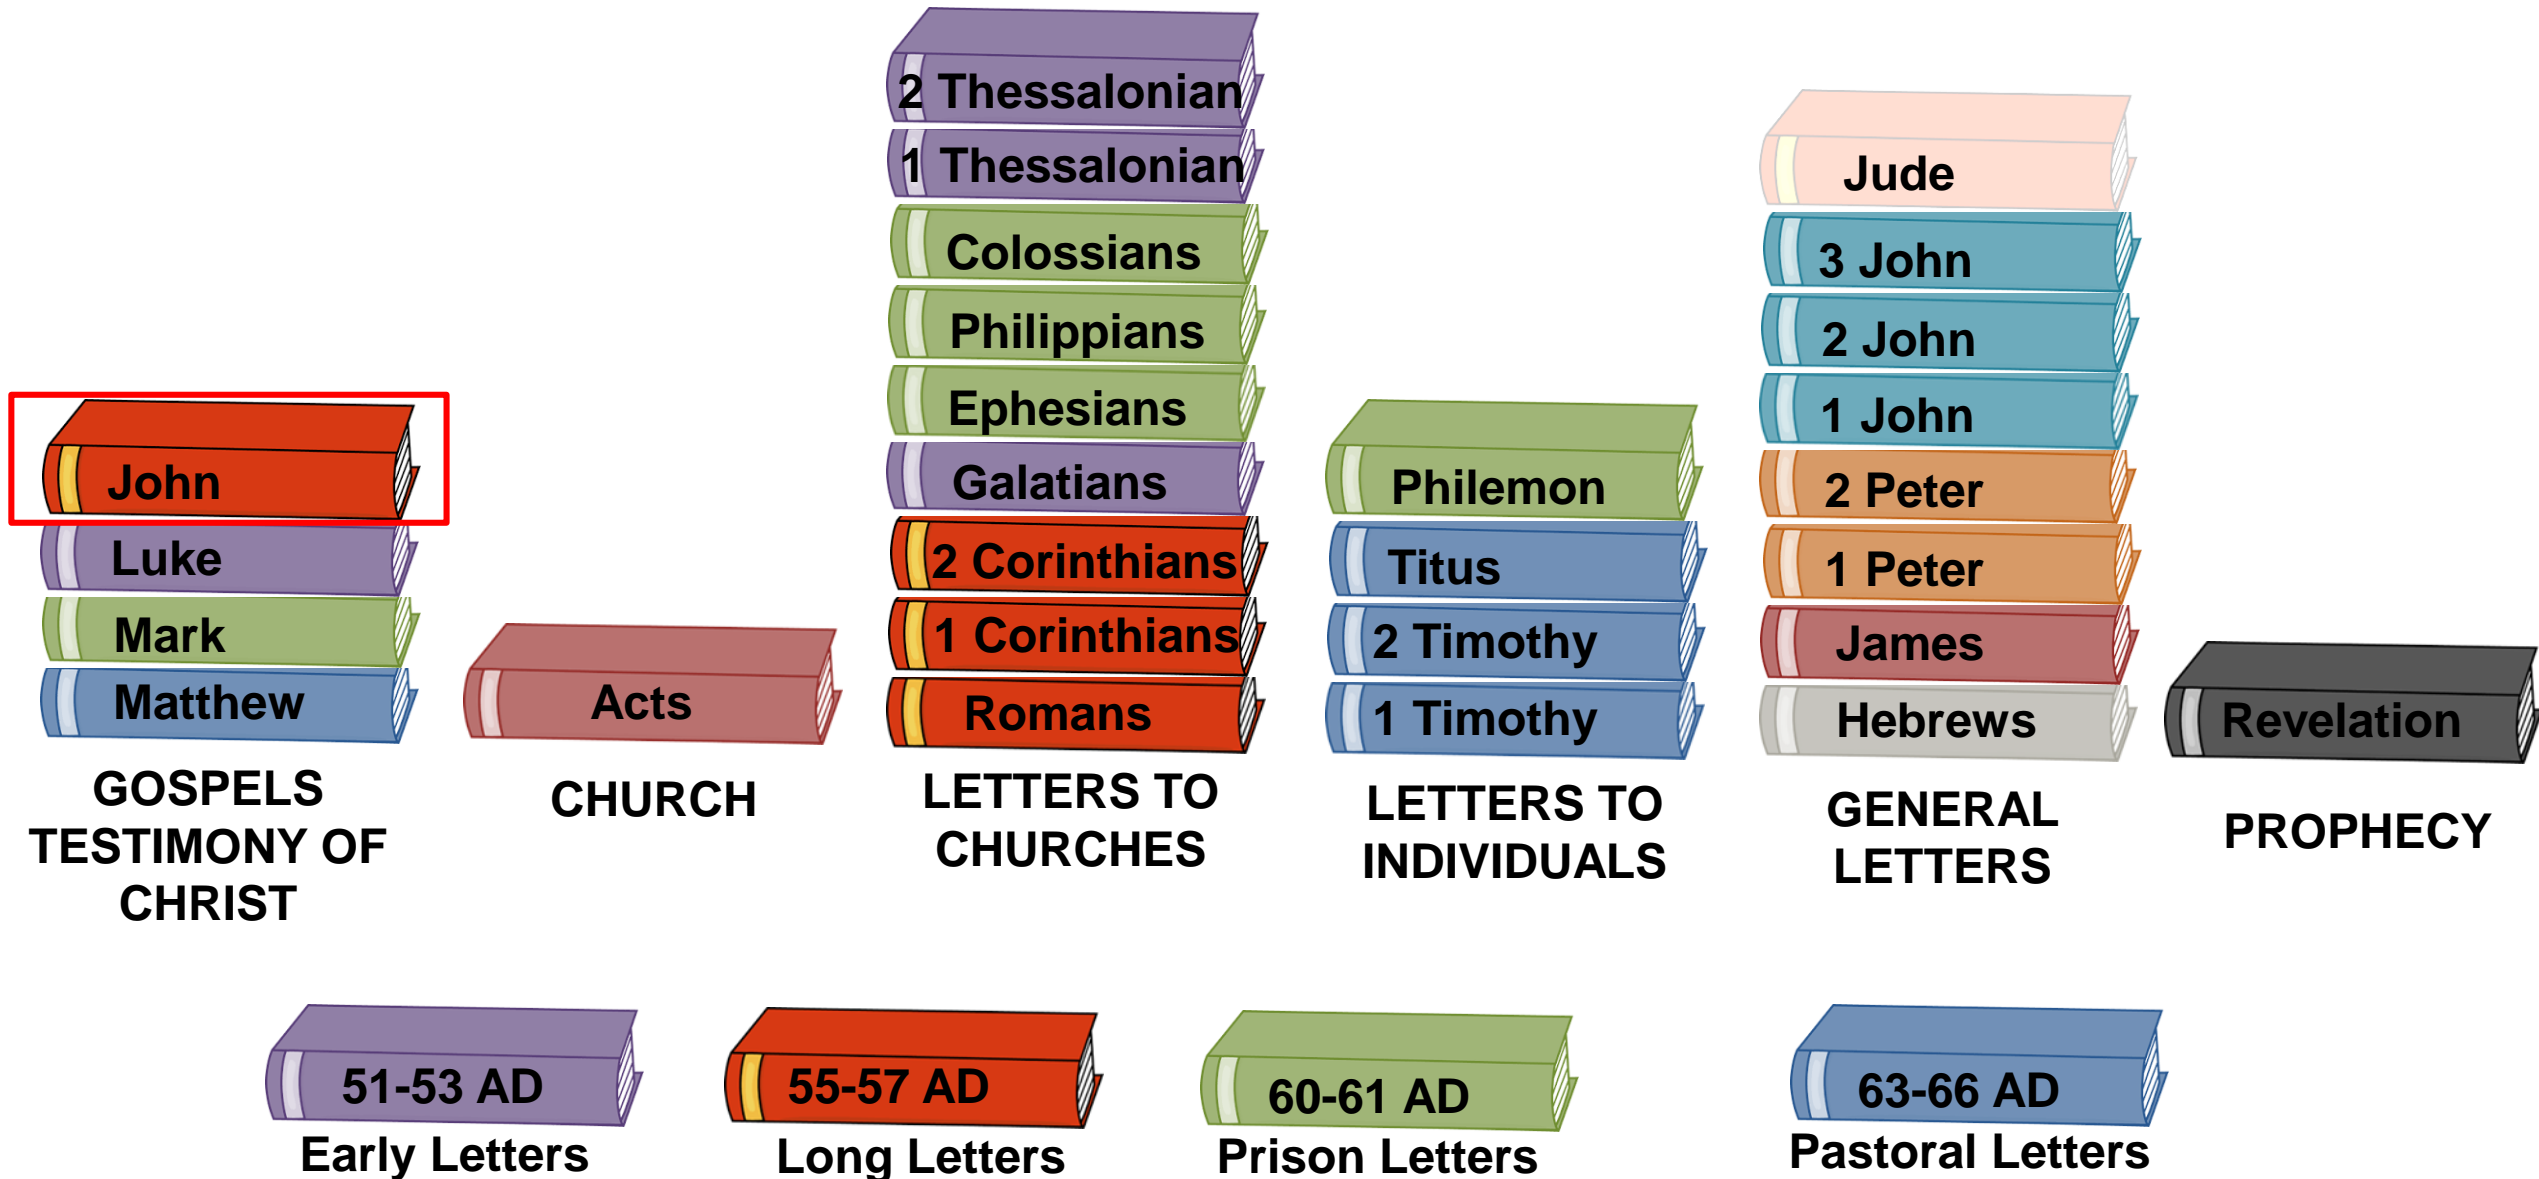 John
Luke
Mark
Matthew
GOSPELS
TESTIMONY OF
CHRIST
Acts
CHURCH
2 Thessalonian
1 Thessalonian
Colossians
Philippians
Ephesians
Galatians
2 Corinthians
1 Corinthians
Romans
LETTERS TO
CHURCHES
Philemon
Titus
2 Timothy
1 Timothy
LETTERS TO
INDIVIDUALS
Jude
3 John
2 John
1 John
2 Peter
1 Peter
James
Hebrews
GENERAL
LETTERS
Revelation
PROPHECY
51-53 AD
Early Letters
55-57 AD
Long Letters
60-61 AD
Prison Letters
63-66 AD
Pastoral Letters